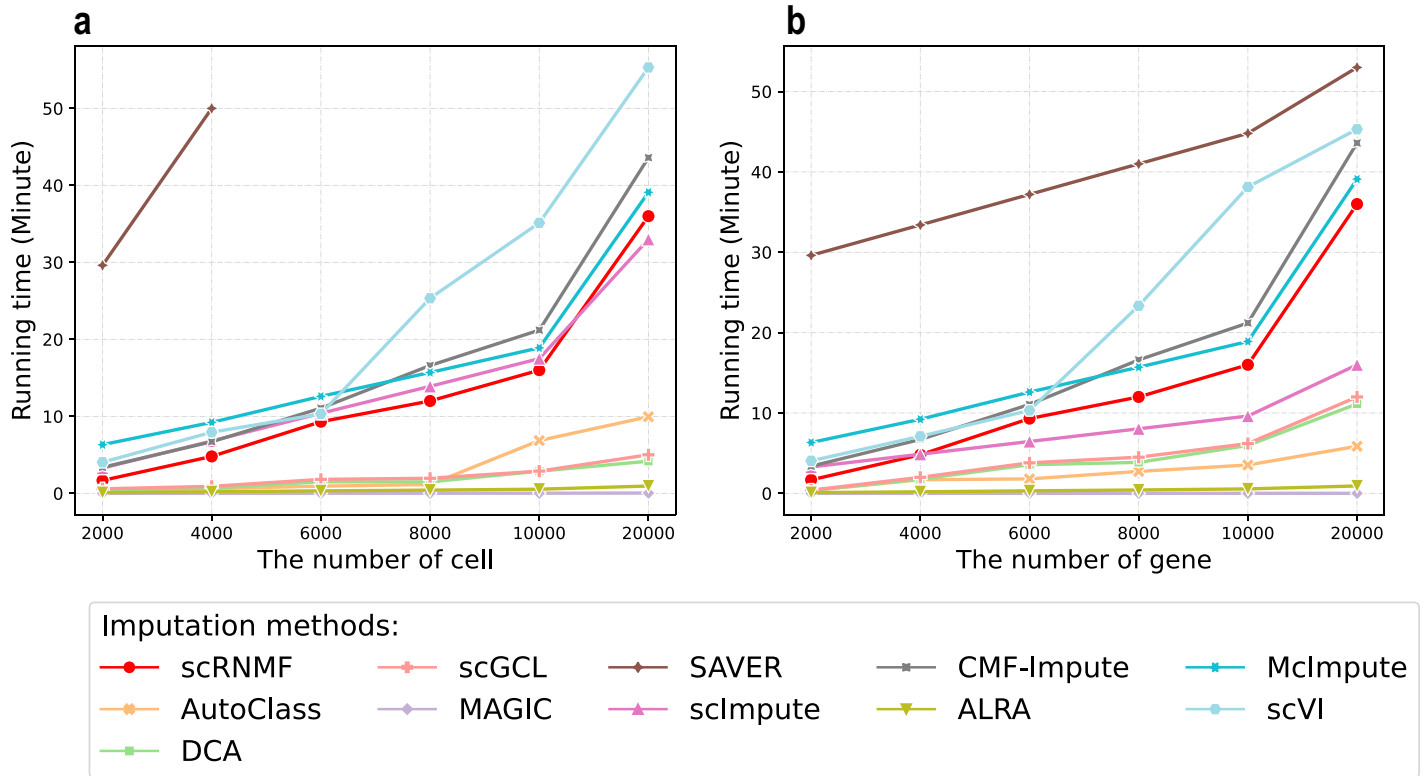 a
b
50
40
30
20
10
0
Running time (Minute)
2000 4000 6000 8000 10000 20000
The number of cell
50
40
30
20
10
0
Running time (Minute)
2000 4000 6000 8000 10000 20000
The number of gene
Imputation methods:
scRNMF scGCL SAVER CMF-Impute McImpute
AutoClass MAGIC scImpute ALRA scVI
DCA